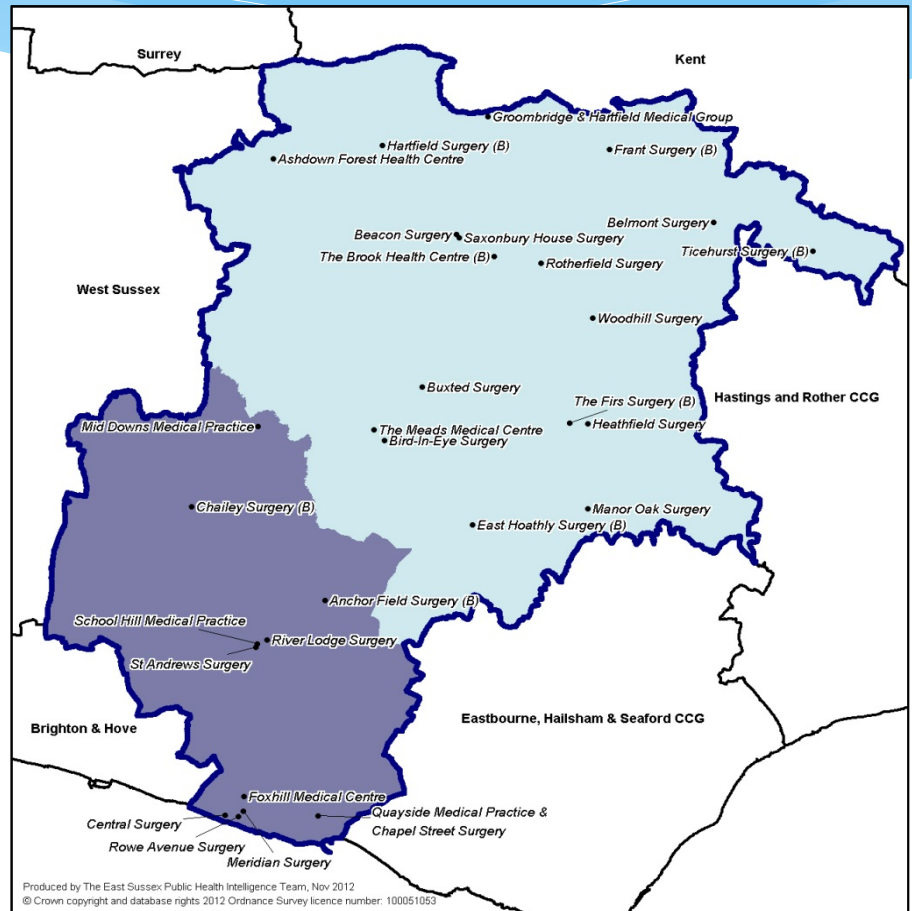 Surrey
Kent
Groombridge & Hartfield Medical Group
Hartfield Surgery (B)
Frant Surgery (B)
Ashdown Forest Health Centre
Belmont Surgery
Beacon Surgery
Saxonbury House Surgery
The Brook Health Centre (B)
Ticehurst Surgery (B)
Rotherfield Surgery
West Sussex
Woodhill Surgery
Buxted Surgery
Hastings and Rother CCG
The Firs Surgery (B)
Mid Downs Medical Practice
The Meads Medical Centre
Heathfield Surgery
Bird-In-Eye Surgery
Chailey Surgery (B)
Manor Oak Surgery
East Hoathly Surgery (B)
Anchor Field Surgery (B)
School Hill Medical Practice
River Lodge Surgery
St Andrews Surgery
Brighton & Hove
Eastbourne, Hailsham & Seaford CCG
Foxhill Medical Centre
Central Surgery
Quayside Medical Practice &
Chapel Street Surgery
Rowe Avenue Surgery
Meridian Surgery
Produced by The East Sussex Public Health Intelligence Team, Nov 2012
© Crown copyright and database rights 2012 Ordnance Survey licence number: 100051053